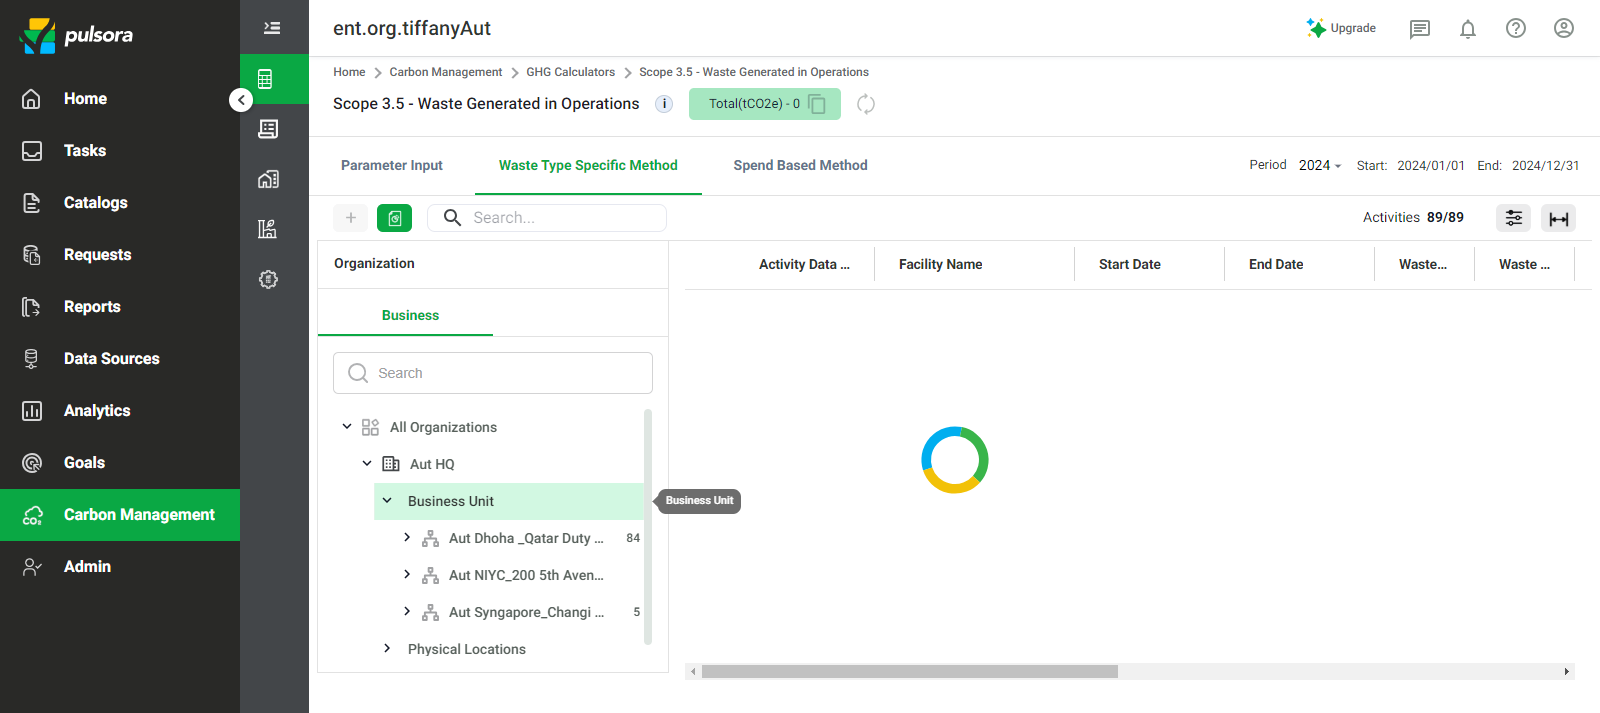 pulsora
Home
Tasks
Catalogs
Requests
Reports
Data Sources
Analytics
Goals
Carbon Management
Admin
ent.org.tiffanyAut
Upgrade
Home > Carbon Management > GHG Calculators > Scope 3.5 - Waste Generated in Operations
Scope 3.5 - Waste Generated in Operations i Total(tCO2e) - 0
Parameter Input Waste Type Specific Method Spend Based Method Period 2024 Start: 2024/01/01 End: 2024/12/31
+ Search... Activities 89/89
Organization
Business
Search
All Organizations
Aut HQ
Business Unit
Aut Dhoha _Qatar Duty ... 84
Aut NIYC_200 5th Aven...
Aut Syngapore_Changi ... 5
Physical Locations
Business Unit
Activity Data ... Facility Name Start Date End Date Waste... Waste ...